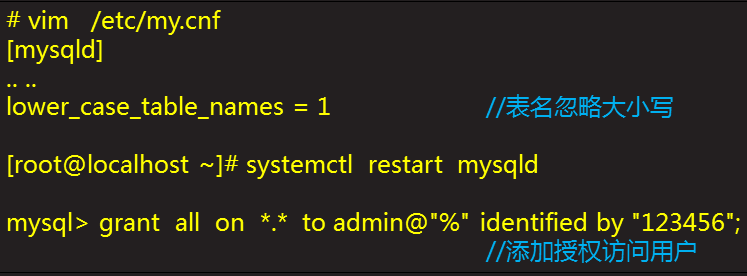 # vim /etc/my.cnf
[mysqld]
.. ..
lower_case_table_names = 1 //表名忽略大小写
[root@localhost ~]# systemctl restart mysqld
mysql> grant all on *.* to admin@"%" identified by "123456";
//添加授权访问用户